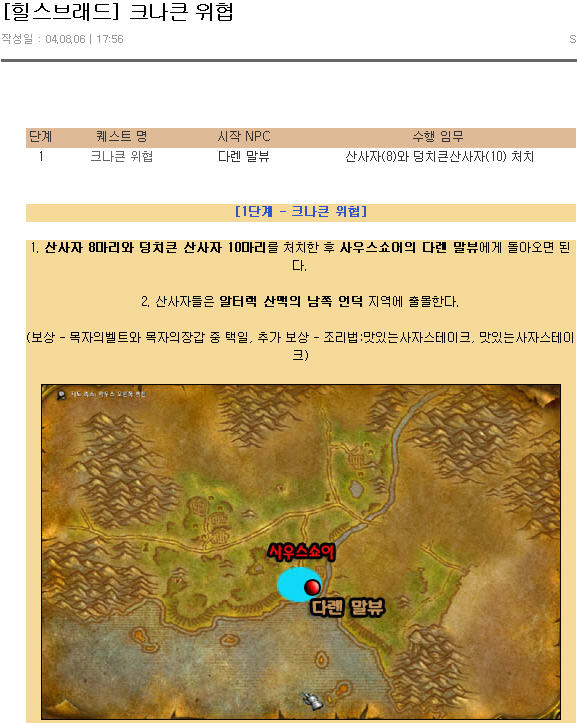 [힐스브래드] 크나큰 위협
작성일 : 04.08.06 | 17:56 S
단계 퀘스트 명 시작 NPC 수행 임무
1 크나큰 위협 다렌 말뷰 산사자(8)와 덩치큰산사자(10) 처치
[1단계 - 크나큰 위협]
1. 산사자 8마리와 덩치큰 산사자 10마리를 처치한 후 사우스쇼어의 다렌 말뷰에게 돌아오면 된
다.
2. 산사자들은 알터랙 산맥의 남쪽 언덕 지역에 출몰한다.
(보상 - 목자의벨트와 목자의장갑 중 택일, 추가 보상 - 조리법:맛있는사자스테이크, 맛있는사자스테이
크)
사우스쇼어
다렌 말뷰